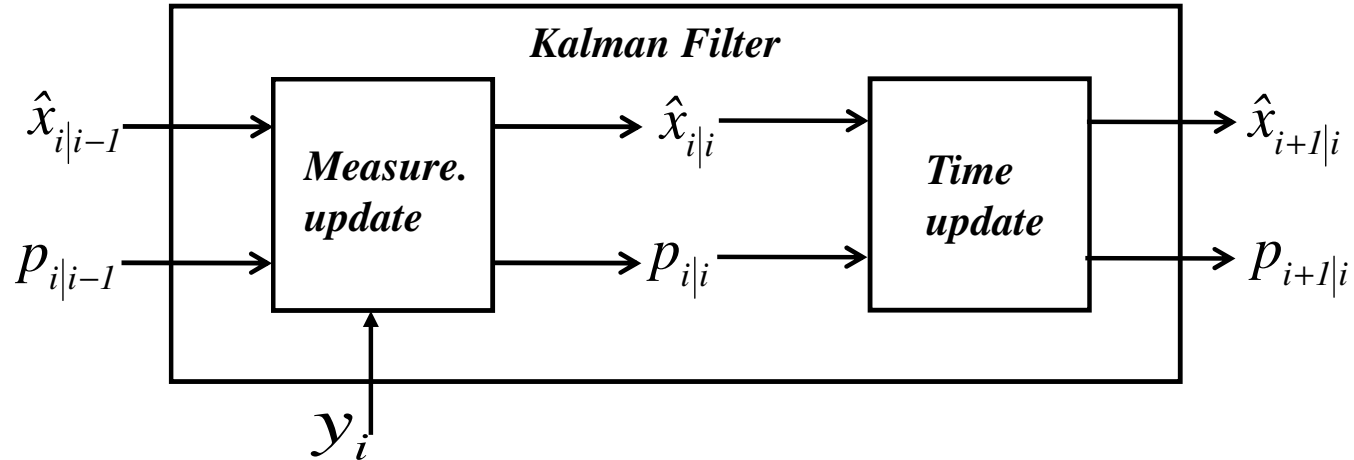 Kalman Filter
x̂_{i|i-1}
Measure.
update
x̂_{i|i}
Time
update
x̂_{i+1|i}
p_{i|i-1}
p_{i|i}
p_{i+1|i}
y_i